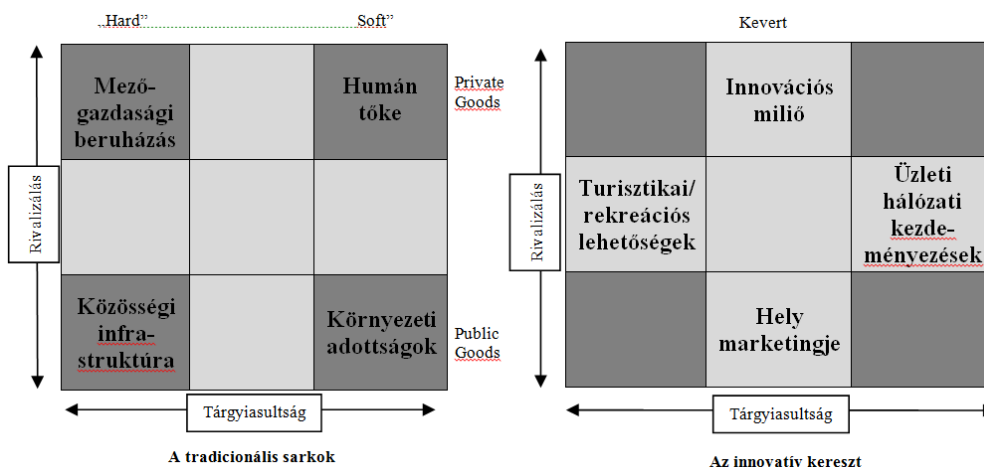 „Hard”
Soft”
Mező-
gazdasági
beruházás
Humán
tőke
Private
Goods
Rivalizálás
Közösségi
infra-
struktúra
Környezeti
adottságok
Public
Goods
Tárgyiasultság
A tradicionális sarkok
Kevert
Innovációs
miliő
Rivalizálás
Turisztikai/
rekreációs
lehetőségek
Üzleti
hálózati
kezde-
ményezések
Hely
marketingje
Tárgyiasultság
Az innovatív kereszt